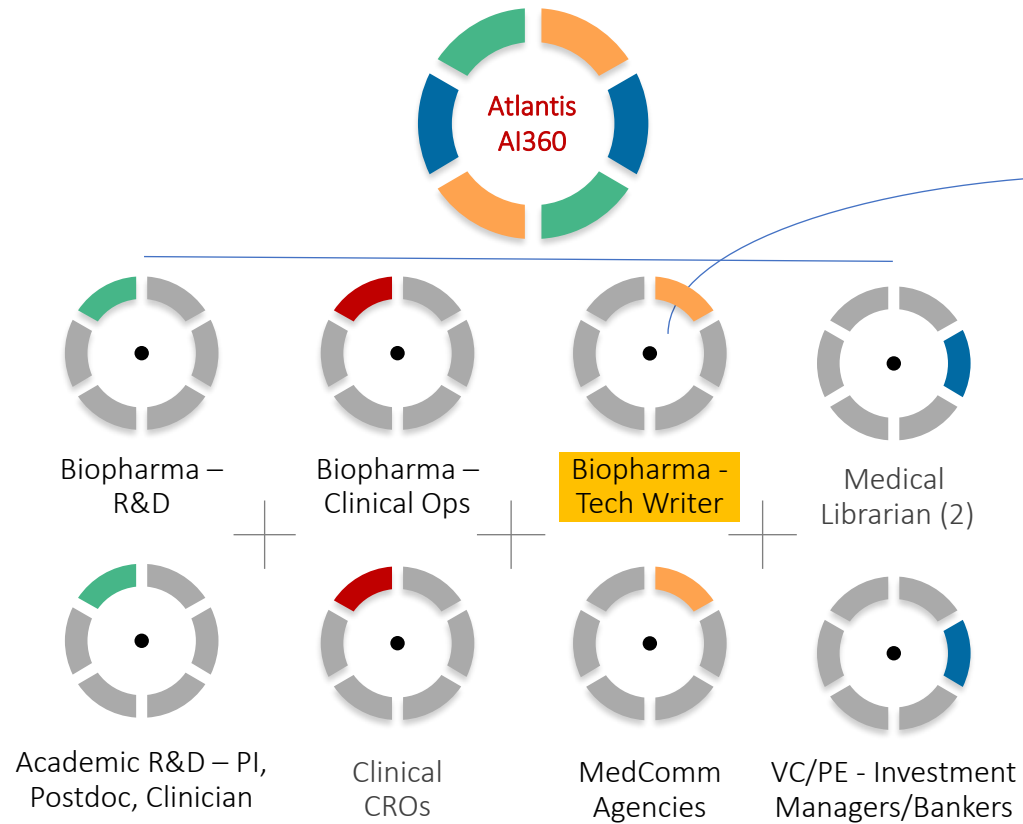 Atlantis
AI360
Biopharma –
R&D
Biopharma –
Clinical Ops
Biopharma -
Tech Writer
Medical
Librarian (2)
Academic R&D – PI,
Postdoc, Clinician
Clinical
CROs
MedComm
Agencies
VC/PE - Investment
Managers/Bankers